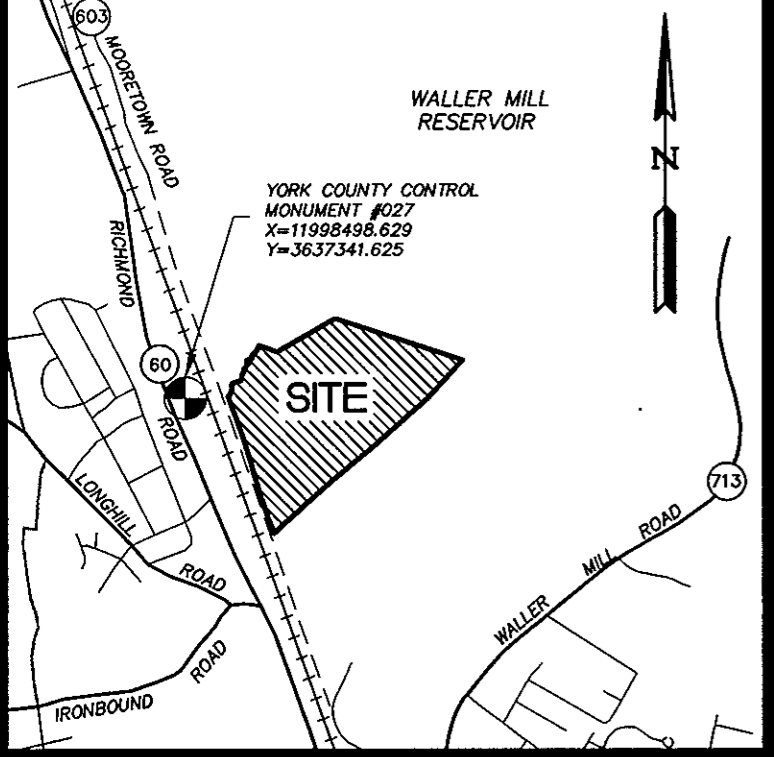 603
MOORETOWN ROAD
WALLER MILL
RESERVOIR
N
YORK COUNTY CONTROL
MONUMENT #027
X=11998498.629
Y=3637341.625
RICHMOND
60
ROAD
SITE
LONGHILL
ROAD
713
WALLER MILL ROAD
IRONBOUND
ROAD